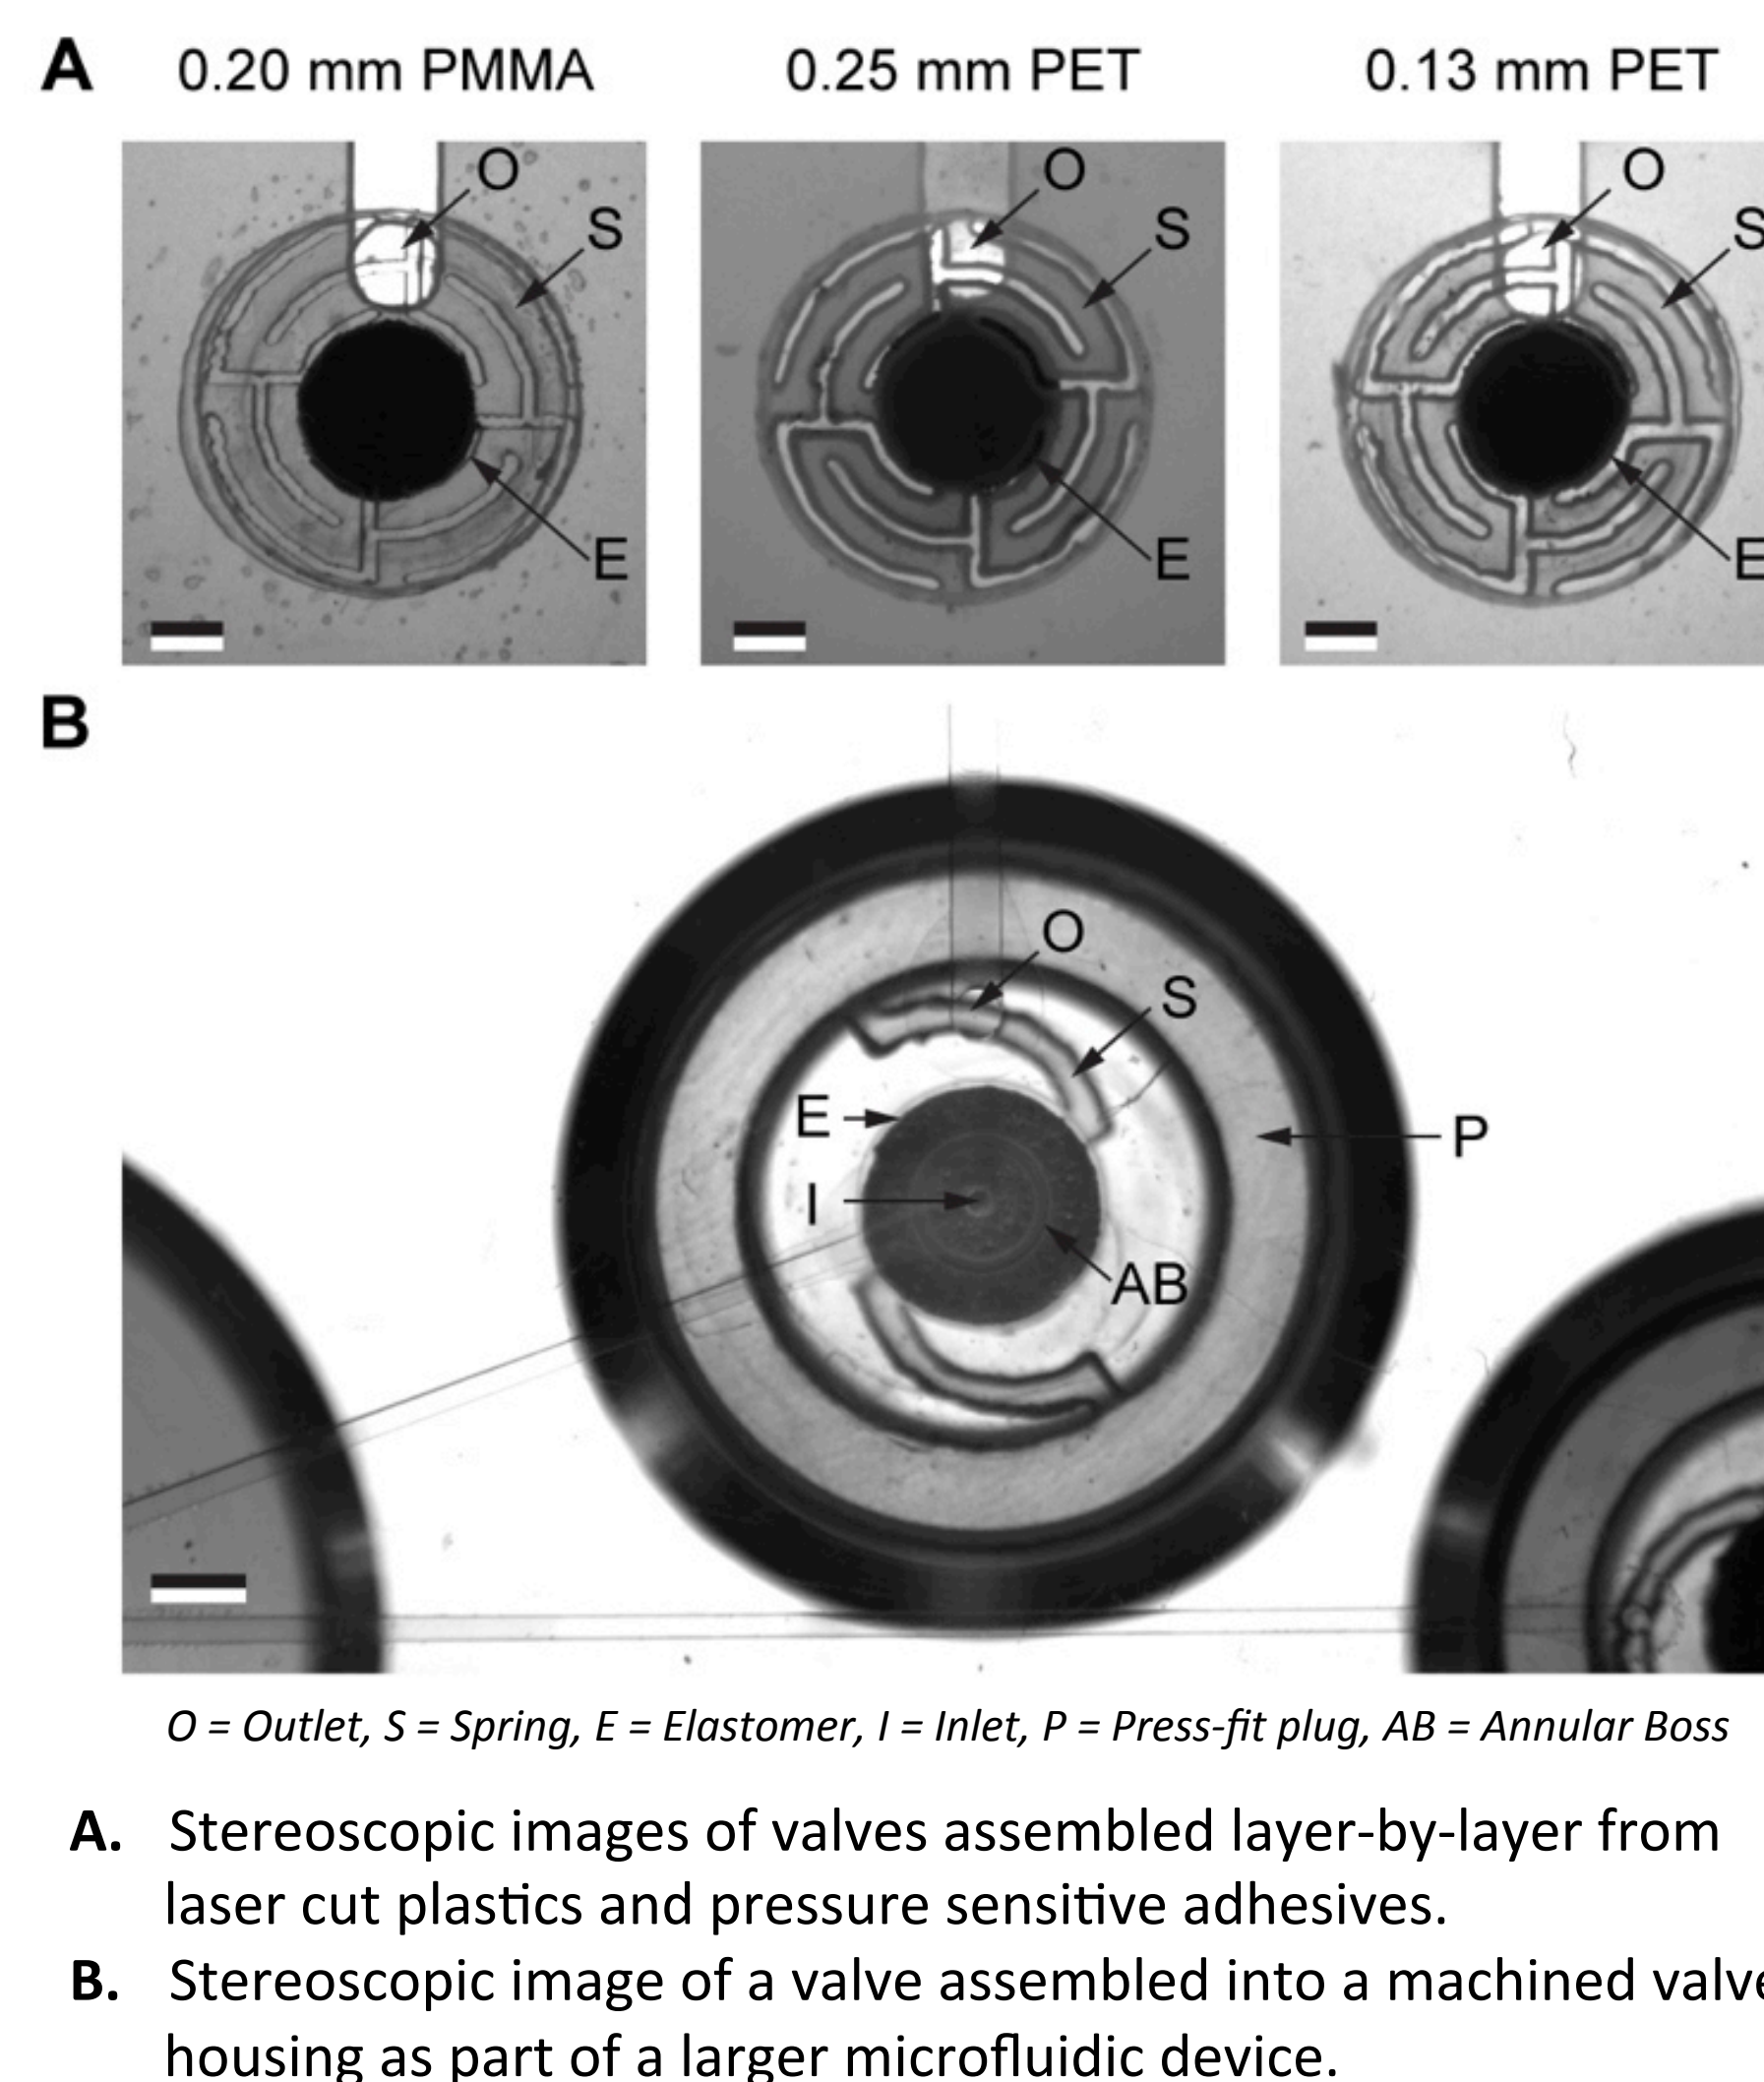 A 0.20 mm PMMA 0.25 mm PET 0.13 mm PET
O O O
S S S
E E E
B
O
S
E
P
I
AB
O = Outlet, S = Spring, E = Elastomer, I = Inlet, P = Press-fit plug, AB = Annular Boss
A. Stereoscopic images of valves assembled layer-by-layer from
laser cut plastics and pressure sensitive adhesives.
B. Stereoscopic image of a valve assembled into a machined valve
housing as part of a larger microfluidic device.